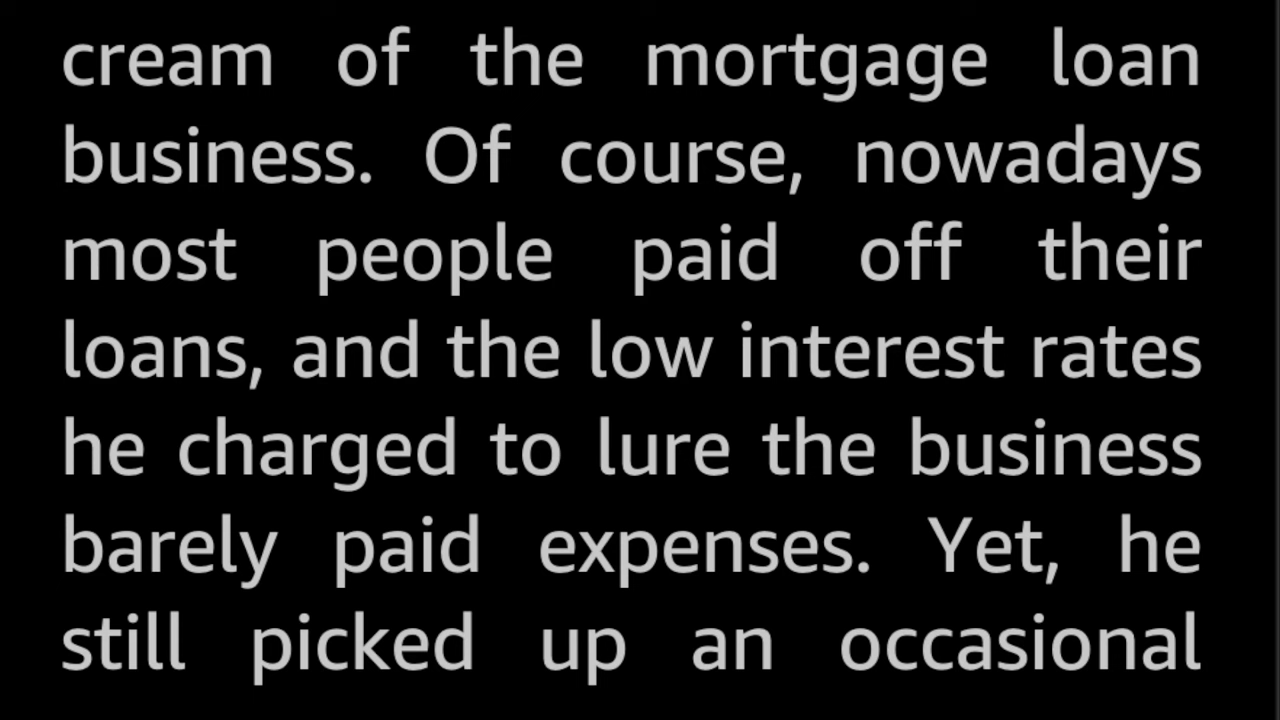 cream of the mortgage loan
business. Of course, nowadays
most people paid off their
loans, and the low interest rates
he charged to lure the business
barely paid expenses. Yet, he
still picked up an occasional